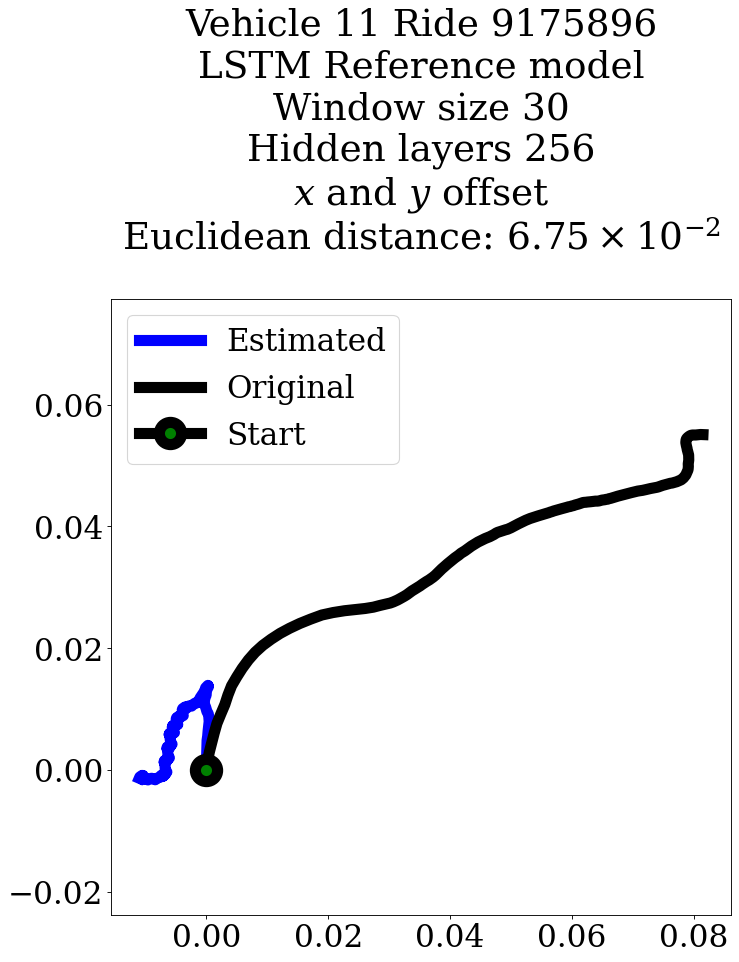 Vehicle 11 Ride 9175896
LSTM Reference model
Window size 30
Hidden layers 256
x and y offset
Euclidean distance: 6.75 × 10⁻²
Estimated
Original
Start
0.06
0.04
0.02
0.00
−0.02
0.00 0.02 0.04 0.06 0.08